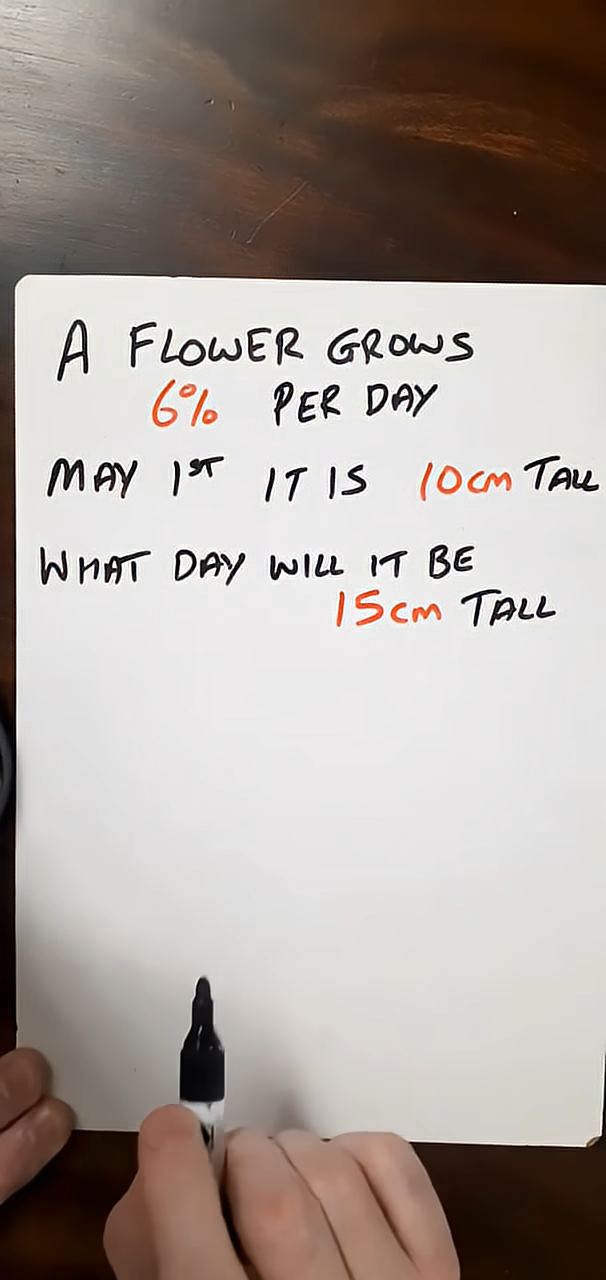 A FLOWER GROWS
6% PER DAY
MAY 1ST IT IS 10cm TALL
WHAT DAY WILL IT BE
15cm TALL